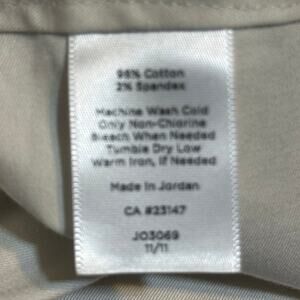 98% Cotton
2% Spandex
Machine Wash Cold
Only Non-Chlorine
Bleach When Needed
Tumble Dry Low
Warm Iron, If Needed
Made In Jordan
CA #23147
JO3069
11/11